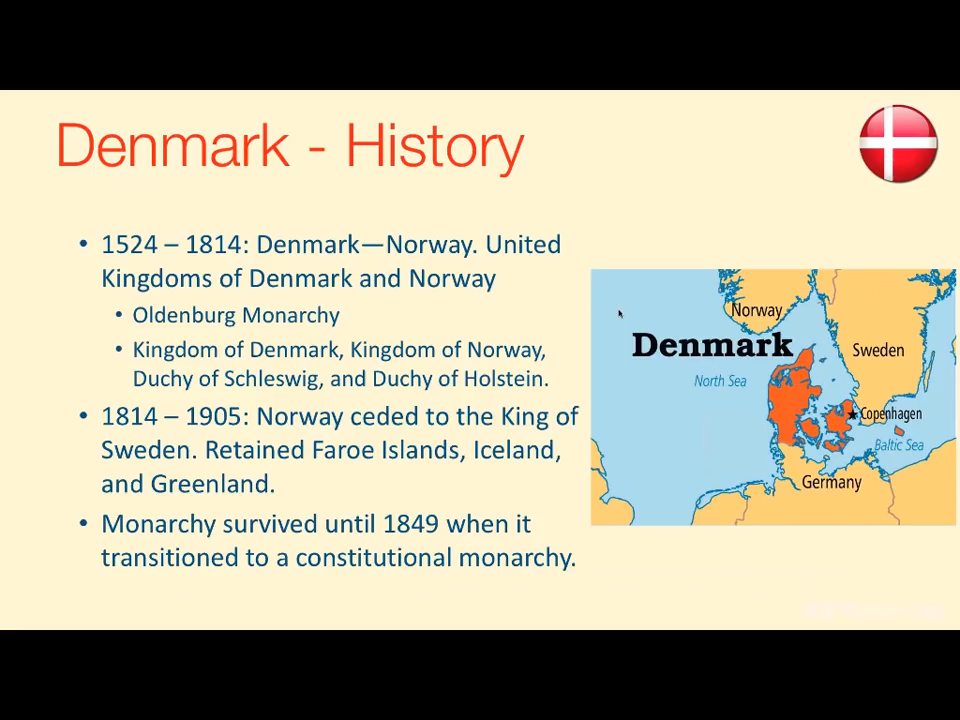 Denmark - History
• 1524 – 1814: Denmark—Norway. United
Kingdoms of Denmark and Norway
• Oldenburg Monarchy
• Kingdom of Denmark, Kingdom of Norway,
Duchy of Schleswig, and Duchy of Holstein.
• 1814 – 1905: Norway ceded to the King of
Sweden. Retained Faroe Islands, Iceland,
and Greenland.
• Monarchy survived until 1849 when it
transitioned to a constitutional monarchy.
Norway
Denmark
Sweden
North Sea
Copenhagen
Baltic Sea
Germany